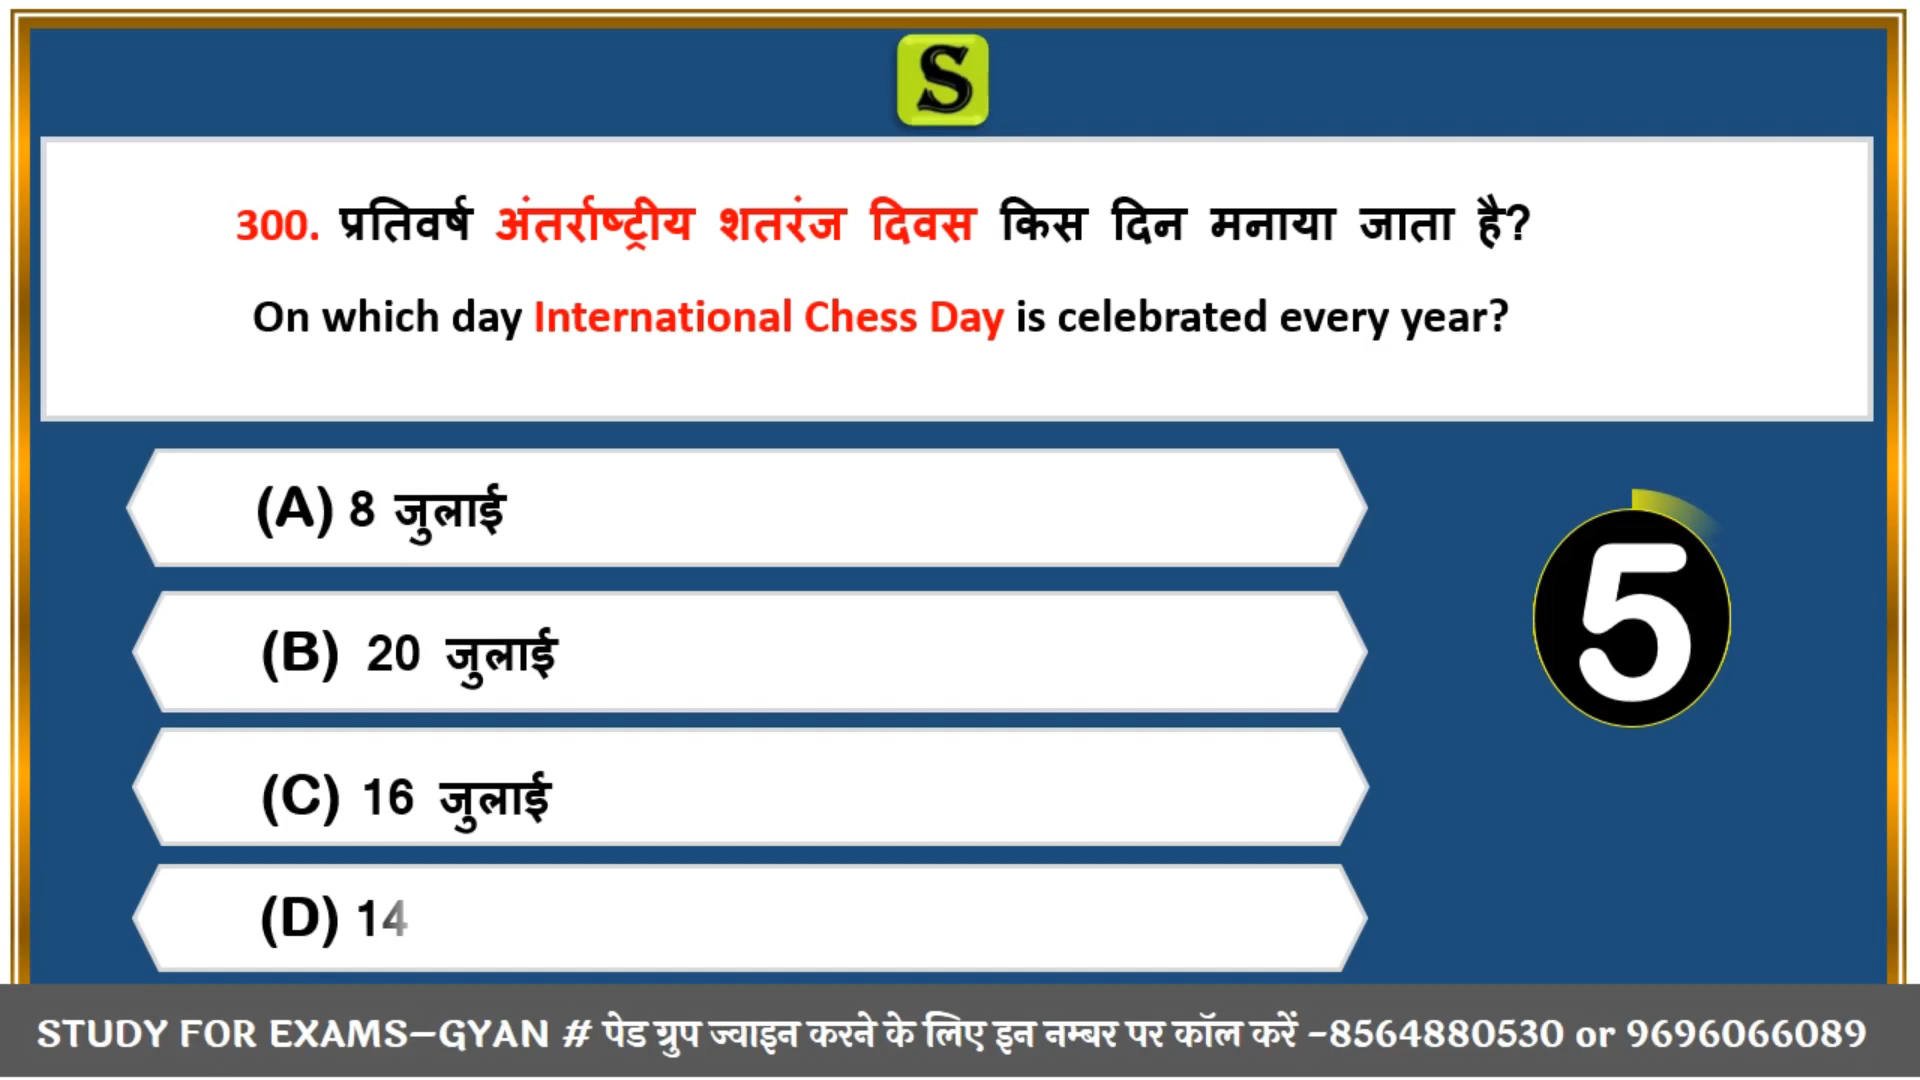 S
300. प्रतिवर्ष अंतर्राष्ट्रीय शतरंज दिवस किस दिन मनाया जाता है?
On which day International Chess Day is celebrated every year?
(A) 8 जुलाई
(B) 20 जुलाई
5
(C) 16 जुलाई
(D) 14
STUDY FOR EXAMS–GYAN # पेड ग्रुप ज्वाइन करने के लिए इन नम्बर पर कॉल करें -8564880530 or 9696066089